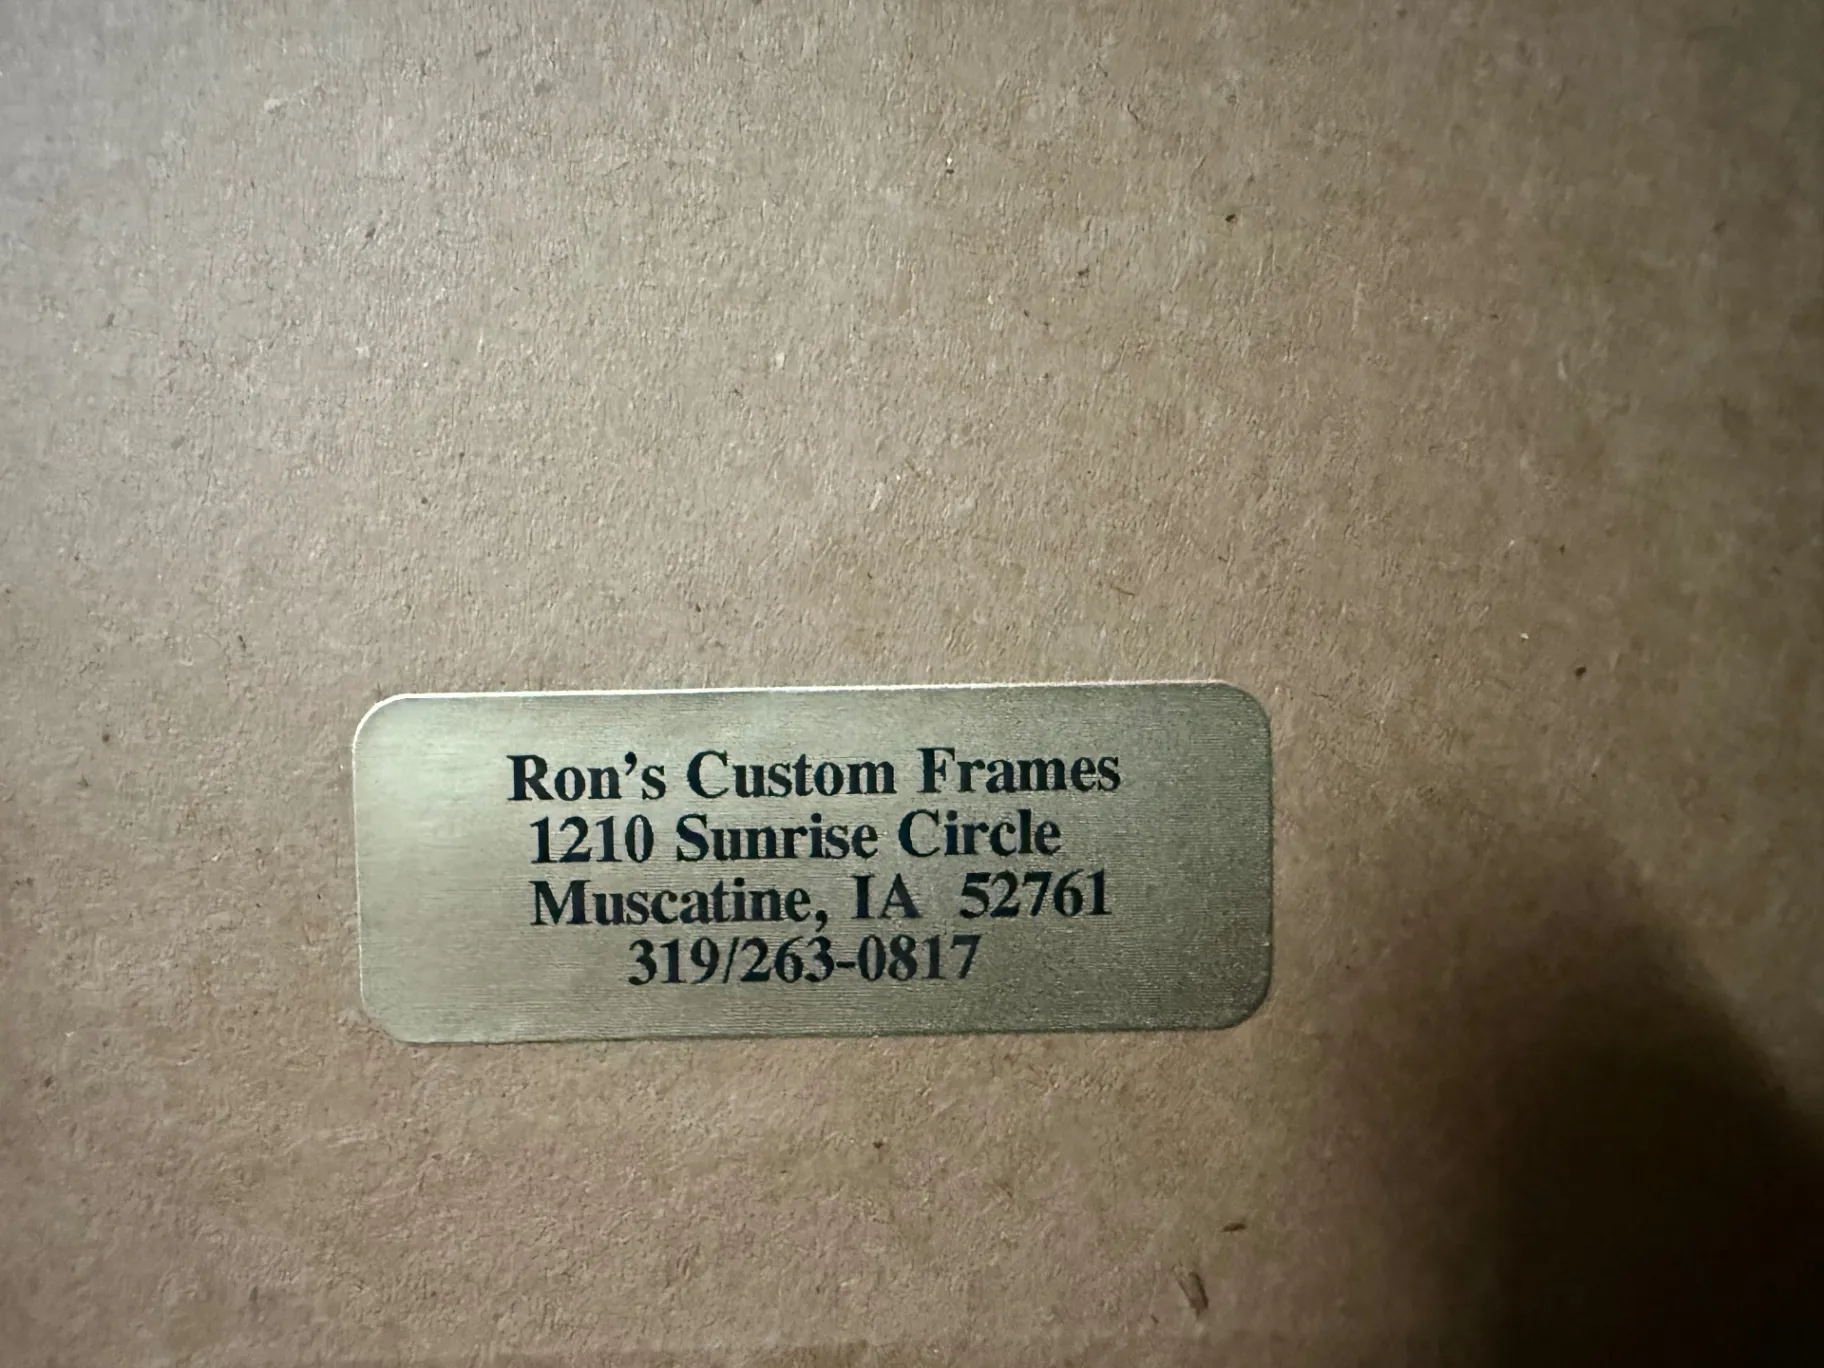 Ron's Custom Frames
1210 Sunrise Circle
Muscatine, IA 52761
319/263-0817